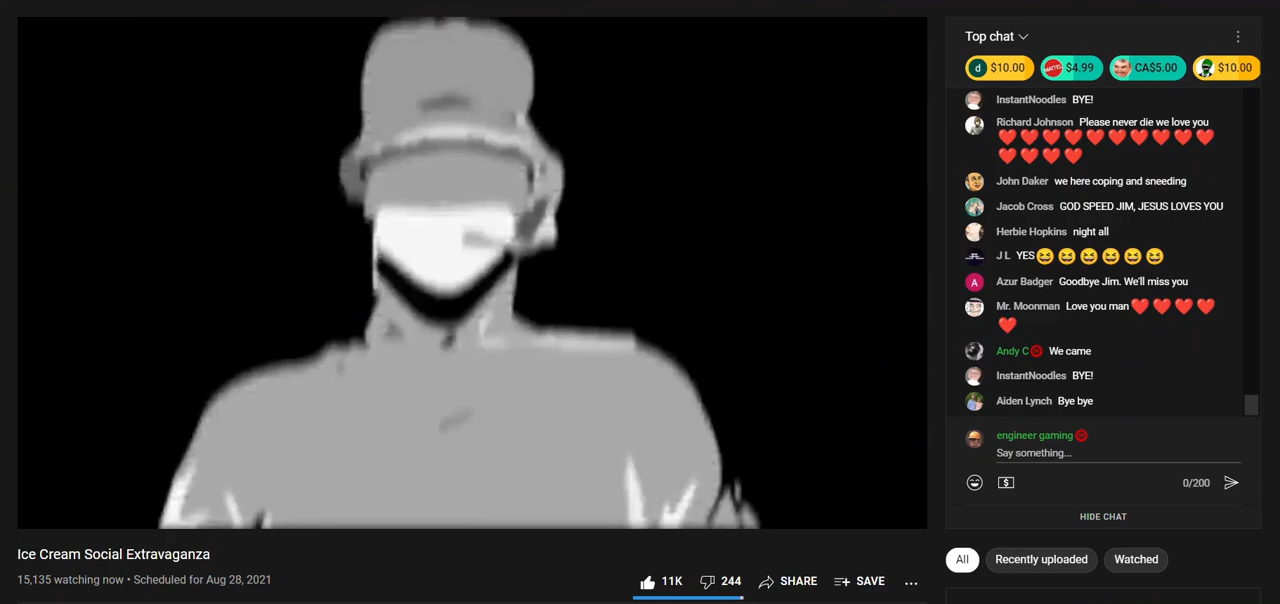 Top chat
d $10.00 MATTEL $4.99 CA$5.00 $10.00
InstantNoodles BYE!
Richard Johnson Please never die we love you
John Daker we here coping and sneeding
Jacob Cross GOD SPEED JIM, JESUS LOVES YOU
Herbie Hopkins night all
J L YES
Azur Badger Goodbye Jim. We'll miss you
Mr. Moonman Love you man
Andy C We came
InstantNoodles BYE!
Aiden Lynch Bye bye
A
engineer gaming
Say something...
0/200
HIDE CHAT
Ice Cream Social Extravaganza
15,135 watching now • Scheduled for Aug 28, 2021
11K 244 SHARE SAVE ...
All Recently uploaded Watched